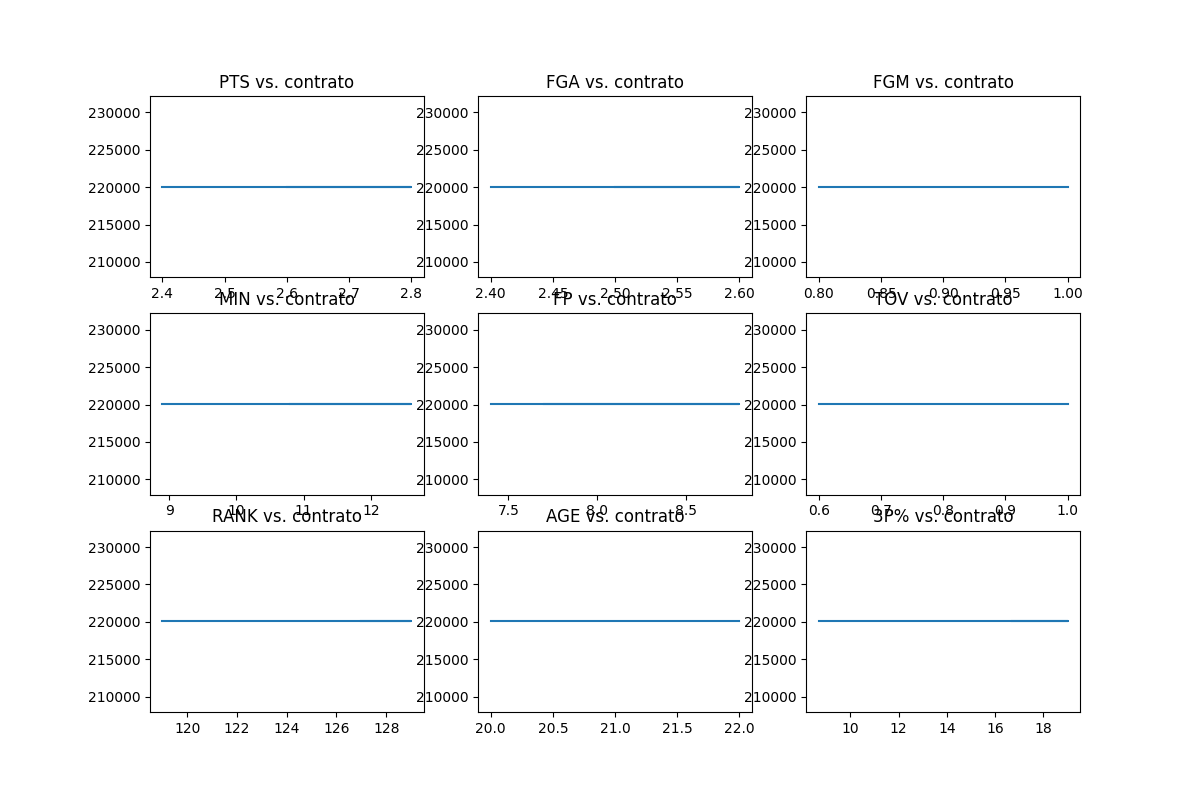 PTS vs. contrato
FGA vs. contrato
FGM vs. contrato
230000 225000 220000 215000 210000
230000 225000 220000 215000 210000
230000 225000 220000 215000 210000
2.4 2.5 2.6 2.7 2.8
2.40 2.45 2.50 2.55 2.60
0.80 0.85 0.90 0.95 1.00
MIN vs. contrato
FP vs. contrato
TOV vs. contrato
230000 225000 220000 215000 210000
230000 225000 220000 215000 210000
230000 225000 220000 215000 210000
9 10 11 12
7.5 8.0 8.5
0.6 0.7 0.8 0.9 1.0
RANK vs. contrato
AGE vs. contrato
3P% vs. contrato
230000 225000 220000 215000 210000
230000 225000 220000 215000 210000
230000 225000 220000 215000 210000
120 122 124 126 128
20.0 20.5 21.0 21.5 22.0
10 12 14 16 18